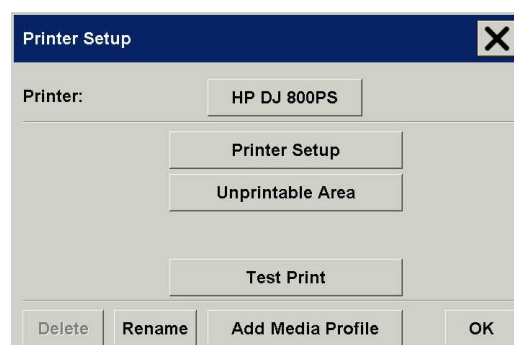 Printer Setup
Printer: HP DJ 800PS
Printer Setup
Unprintable Area
Test Print
Delete Rename Add Media Profile OK